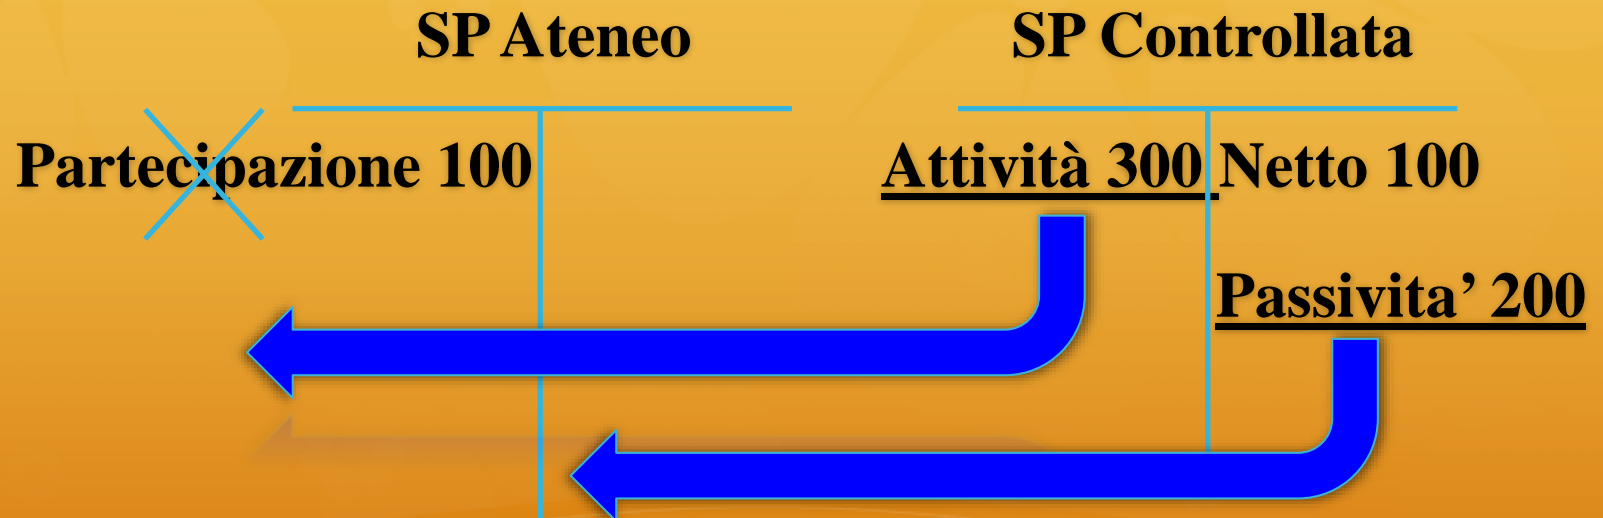 SP Ateneo
SP Controllata
Partecipazione 100
Attività 300
Netto 100
Passivita’ 200